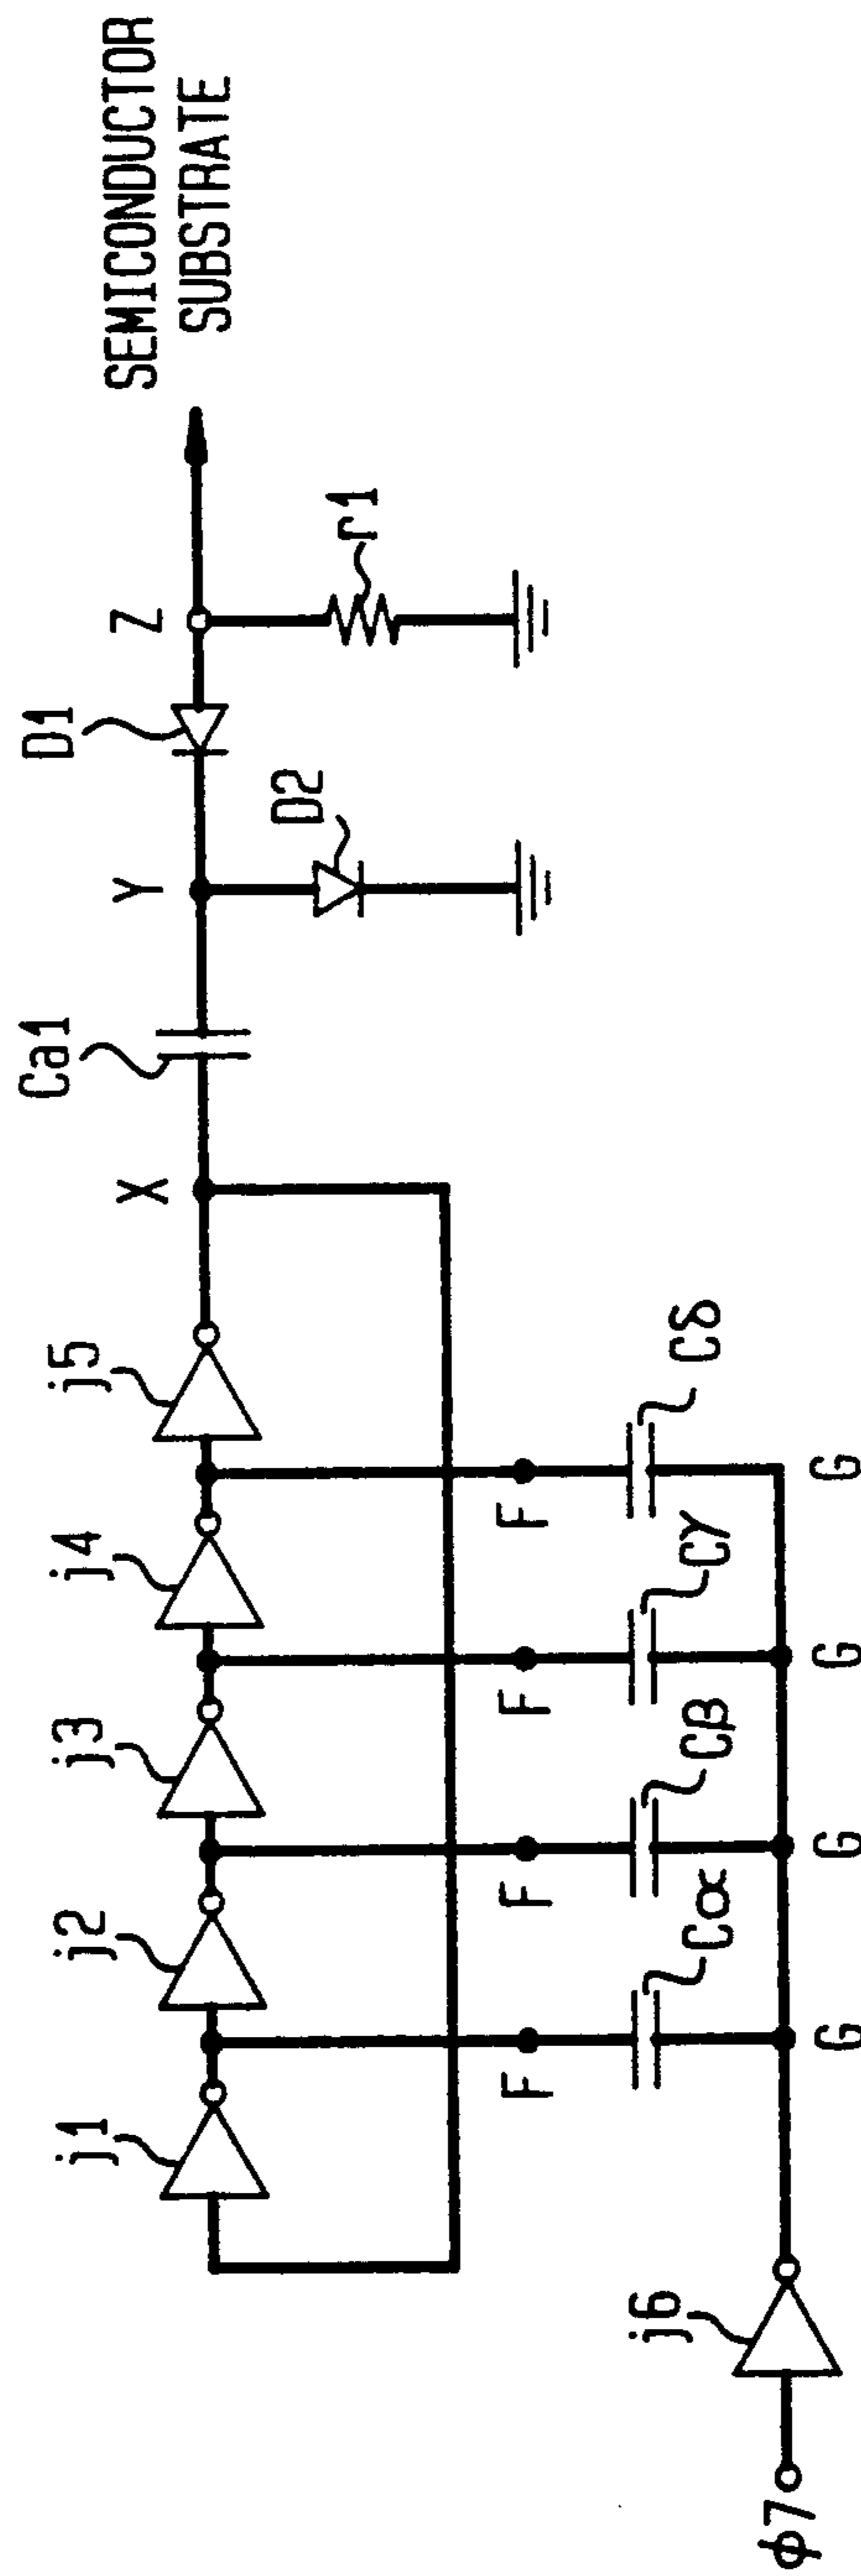 j1
j2
j3
j4
j5
X
Ca1
Y
D1
Z
SEMICONDUCTOR
SUBSTRATE
D2
r1
F
F
F
F
Cα
Cβ
Cγ
Cδ
j6
φ7
G
G
G
G